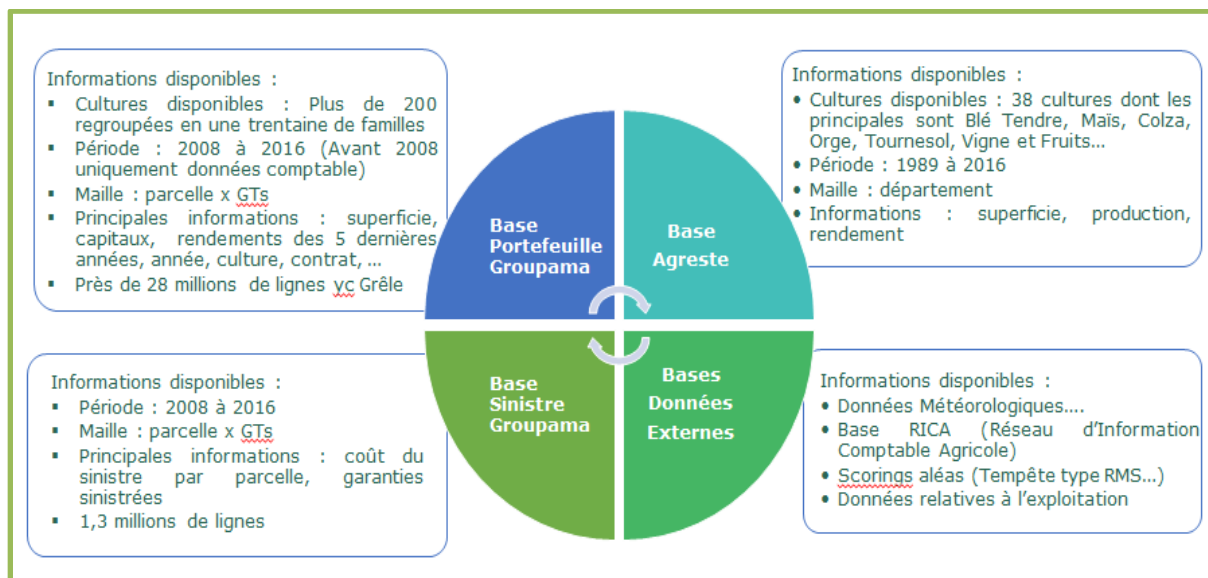 Informations disponibles :
▪ Cultures disponibles : Plus de 200
regroupées en une trentaine de familles
▪ Période : 2008 à 2016 (Avant 2008
uniquement données comptable)
▪ Maille : parcelle x GTs
▪ Principales informations : superficie,
capitaux, rendements des 5 dernières
années, année, culture, contrat, ...
▪ Près de 28 millions de lignes yc Grêle
Base
Portefeuille
Groupama
Base
Agreste
Informations disponibles :
• Cultures disponibles : 38 cultures dont les
principales sont Blé Tendre, Maïs, Colza,
Orge, Tournesol, Vigne et Fruits...
• Période : 1989 à 2016
• Maille : département
• Informations : superficie, production,
rendement
Informations disponibles :
▪ Période : 2008 à 2016
▪ Maille : parcelle x GTs
▪ Principales informations : coût du
sinistre par parcelle, garanties
sinistrées
▪ 1,3 millions de lignes
Base
Sinistre
Groupama
Bases
Données
Externes
Informations disponibles :
• Données Météorologiques....
• Base RICA (Réseau d'Information
Comptable Agricole)
• Scorings aléas (Tempête type RMS...)
• Données relatives à l'exploitation